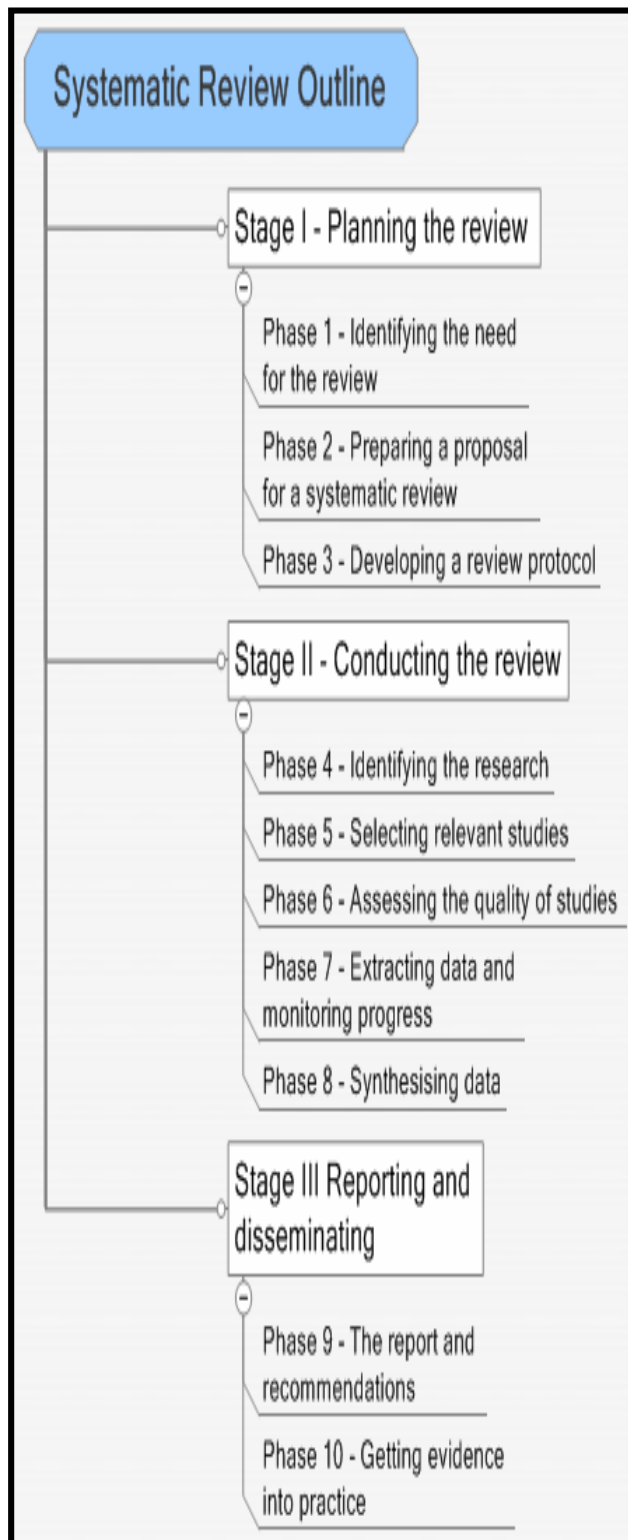 Systematic Review Outline
Stage I - Planning the review
Phase 1 - Identifying the need
for the review
Phase 2 - Preparing a proposal
for a systematic review
Phase 3 - Developing a review protocol
Stage II - Conducting the review
Phase 4 - Identifying the research
Phase 5 - Selecting relevant studies
Phase 6 - Assessing the quality of studies
Phase 7 - Extracting data and
monitoring progress
Phase 8 - Synthesising data
Stage III Reporting and
disseminating
Phase 9 - The report and
recommendations
Phase 10 - Getting evidence
into practice